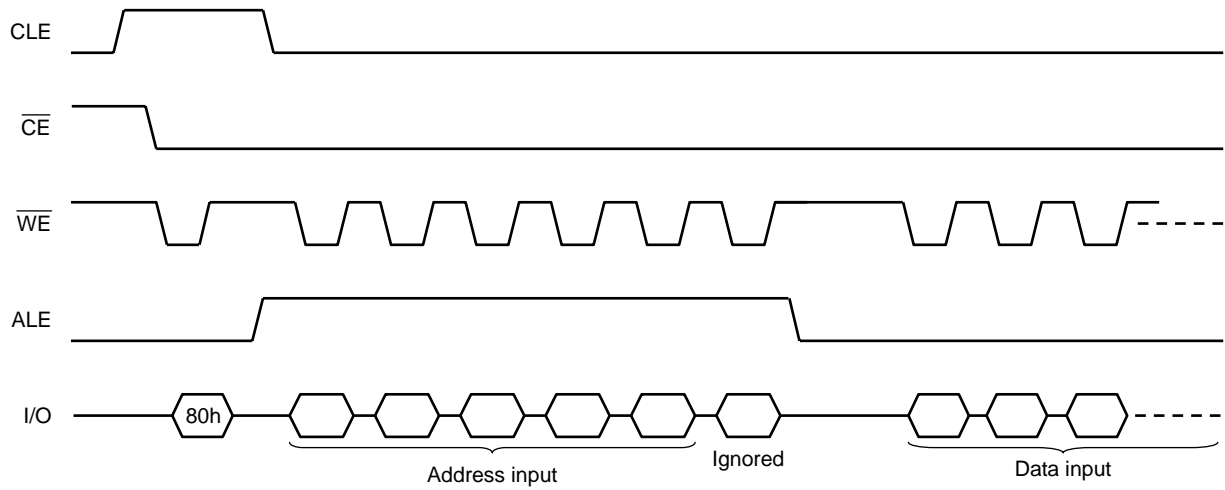 CLE
CE
WE
ALE
I/O
80h
Address input
Ignored
Data input